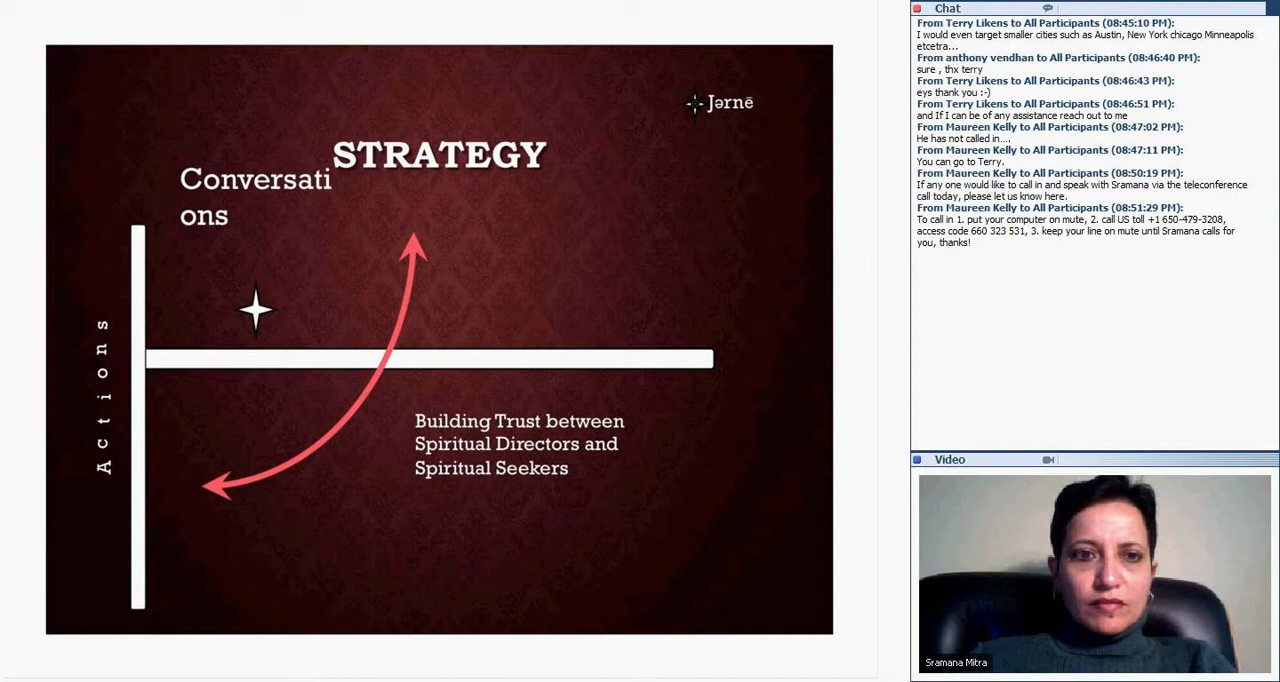 Jərnē
STRATEGY
Conversati
ons
Actions
Building Trust between
Spiritual Directors and
Spiritual Seekers
Chat
From Terry Likens to All Participants (08:45:10 PM):
I would even target smaller cities such as Austin, New York chicago Minneapolis
etcetra...
From anthony vendhan to All Participants (08:46:40 PM):
sure , thx terry
From Terry Likens to All Participants (08:46:43 PM):
eys thank you :-)
From Terry Likens to All Participants (08:46:51 PM):
and If I can be of any assistance reach out to me
From Maureen Kelly to All Participants (08:47:02 PM):
He has not called in....
From Maureen Kelly to All Participants (08:47:11 PM):
You can go to Terry.
From Maureen Kelly to All Participants (08:50:19 PM):
If any one would like to call in and speak with Sramana via the teleconference
call today, please let us know here.
From Maureen Kelly to All Participants (08:51:29 PM):
To call in 1. put your computer on mute, 2. call US toll +1 650-479-3208,
access code 660 323 531, 3. keep your line on mute until Sramana calls for
you, thanks!
Video
Sramana Mitra